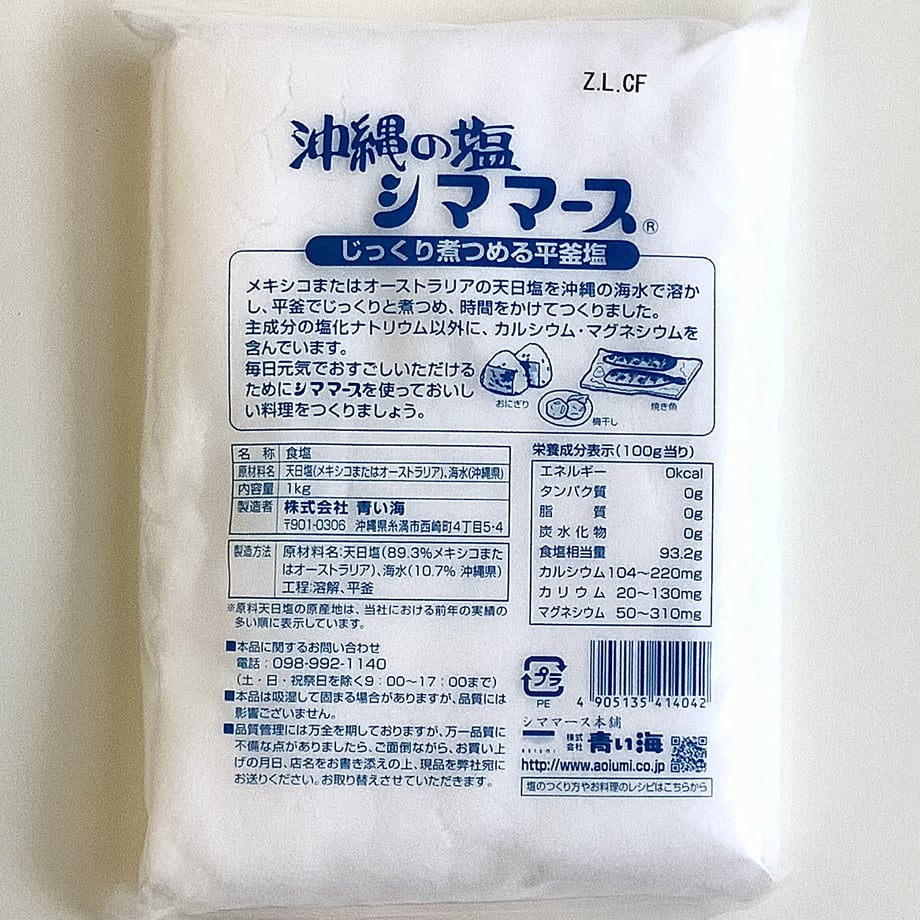 Z.L.CF
沖縄の塩
シママース®
じっくり煮つめる平釜塩
メキシコまたはオーストラリアの天日塩を沖縄の海水で溶か
し、平釜でじっくりと煮つめ、時間をかけてつくりました。
主成分の塩化ナトリウム以外に、カルシウム・マグネシウムを
含んでいます。
毎日元気でおすごしいただける
ためにシママースを使っておいし
い料理をつくりましょう。
おにぎり
梅干し
焼き魚
名 称 食塩
原材料名 天日塩(メキシコまたはオーストラリア)、海水(沖縄県)
内容量 1kg
製造者 株式会社 青い海
〒901-0306 沖縄県糸満市西崎町4丁目5-4
製造方法 原材料名:天日塩(89.3%メキシコまた
はオーストラリア)、海水(10.7% 沖縄県)
工程:溶解、平釜
※原料天日塩の原産地は、当社における前年の実績の
多い順に表示しています。
栄養成分表示(100g当り)
エネルギー 0kcal
タンパク質 0g
脂 質 0g
炭水化物 0g
食塩相当量 93.2g
カルシウム 104〜220mg
カリウム 20〜130mg
マグネシウム 50〜310mg
■本品に関するお問い合わせ
電話:098-992-1140
(土・日・祝祭日を除く9:00〜17:00まで)
■本品は吸湿して固まる場合がありますが、品質には
影響ございません。
■品質管理には万全を期しておりますが、万一品質に
不備な点がありましたら、ご面倒ながら、お買い上
げの月日、店名をお書き添えの上、現品を弊社宛に
お送りください。お取り替えさせていただきます。
プラ
PE
4 905135 414042
シママース本舗
株式会社 青い海
http://www.aoiumi.co.jp
塩のつくり方やお料理のレシピはこちらから